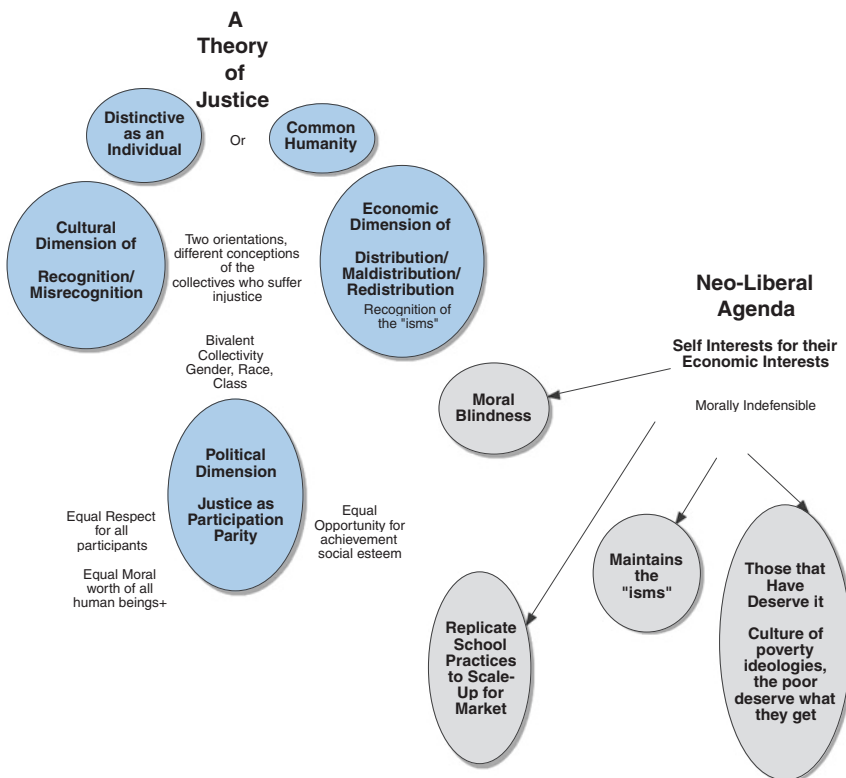 A
Theory
of
Justice
Distinctive
as an
Individual
Or
Common
Humanity
Cultural
Dimension of
Recognition/
Misrecognition
Two orientations,
different conceptions
of the
collectives who suffer
injustice
Economic
Dimension of
Distribution/
Maldistribution/
Redistribution
Recognition of
the "isms"
Bivalent
Collectivity
Gender, Race,
Class
Political
Dimension
Justice as
Participation
Parity
Equal Respect
for all
participants
Equal Moral
worth of all
human beings+
Equal
Opportunity for
achievement
social esteem
Neo-Liberal
Agenda
Self Interests for their
Economic Interests
Morally Indefensible
Moral
Blindness
Replicate
School
Practices
to Scale-
Up for
Market
Maintains
the
"isms"
Those that
Have
Deserve it
Culture of
poverty
ideologies,
the poor
deserve what
they get